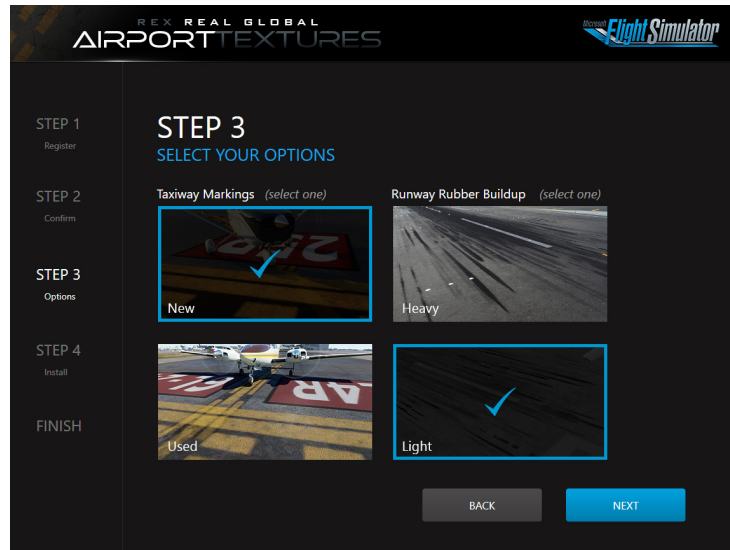 REX REAL GLOBAL
AIRPORTTEXTURES
Microsoft
Flight Simulator
STEP 1
Register
STEP 2
Confirm
STEP 3
Options
STEP 4
Install
FINISH
STEP 3
SELECT YOUR OPTIONS
Taxiway Markings (select one)
New
Used
Runway Rubber Buildup (select one)
Heavy
Light
BACK
NEXT